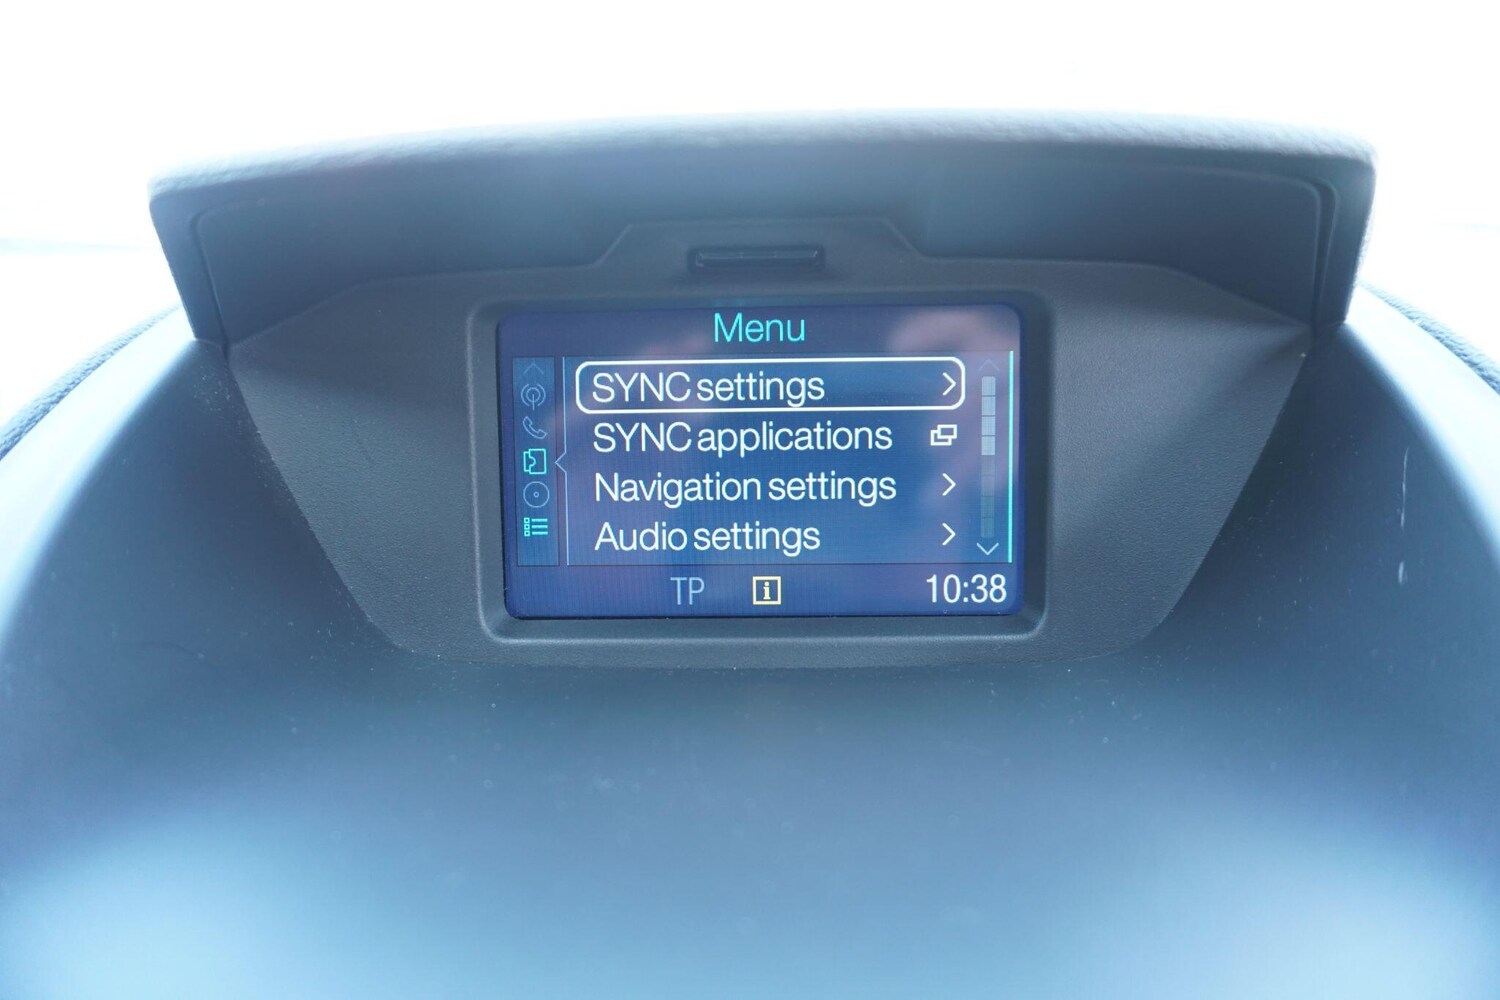 Menu
SYNC settings
SYNC applications
Navigation settings
Audio settings
TP i 10:38